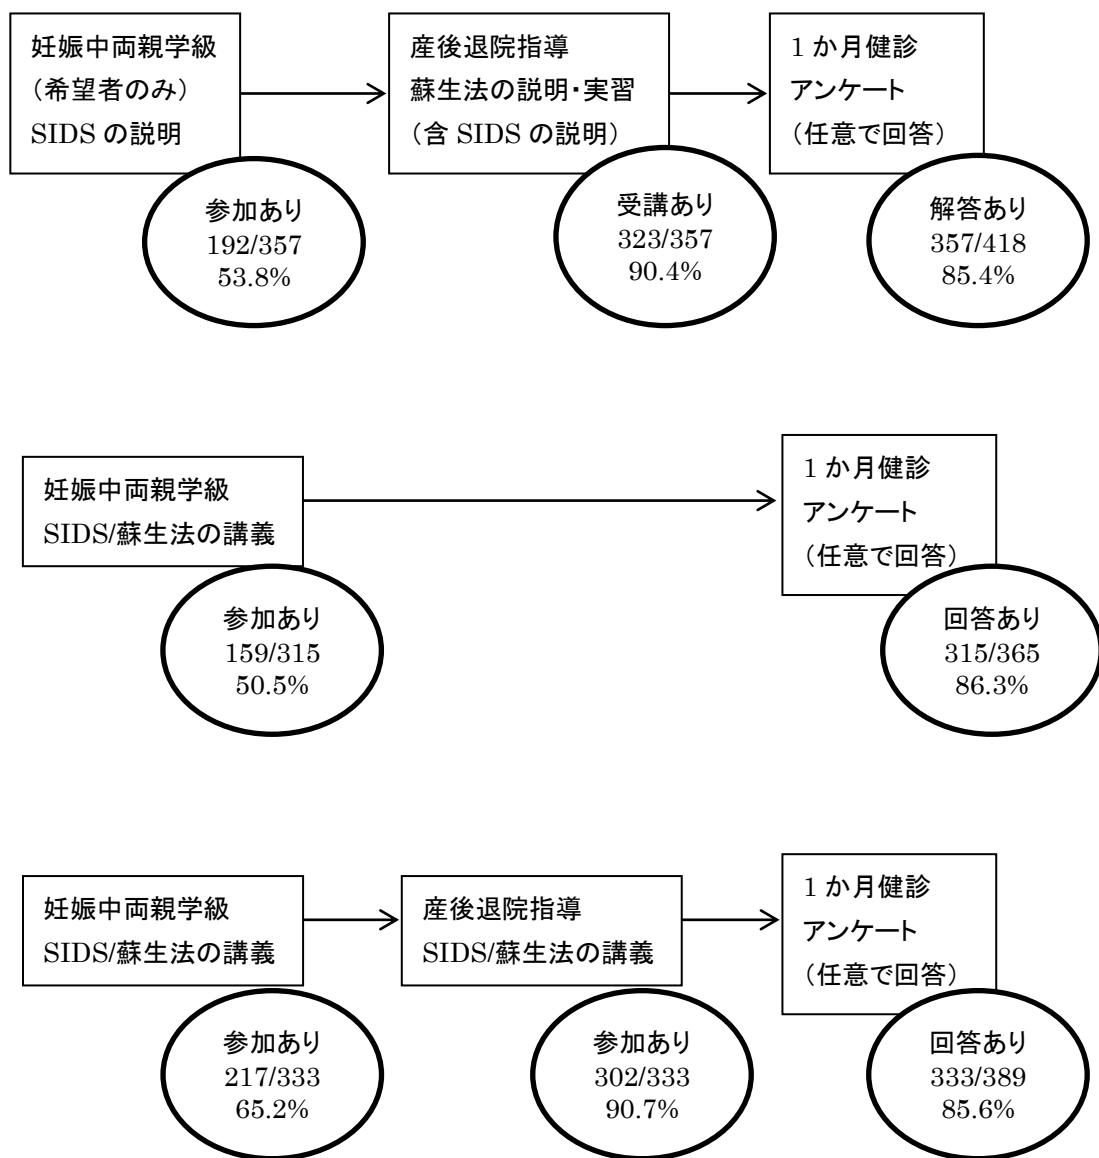 妊娠中両親学級
（希望者のみ）
SIDS の説明
参加あり
192/357
53.8%
産後退院指導
蘇生法の説明・実習
(含 SIDS の説明）
受講あり
323/357
90.4%
1 か月健診
アンケート
(任意で回答）
解答あり
357/418
85.4%
妊娠中両親学級
SIDS/蘇生法の講義
参加あり
159/315
50.5%
1 か月健診
アンケート
（任意で回答）
回答あり
315/365
86.3%
妊娠中両親学級
SIDS/蘇生法の講義
参加あり
217/333
65.2%
産後退院指導
SIDS/蘇生法の講義
参加あり
302/333
90.7%
1 か月健診
アンケート
（任意で回答）
回答あり
333/389
85.6%